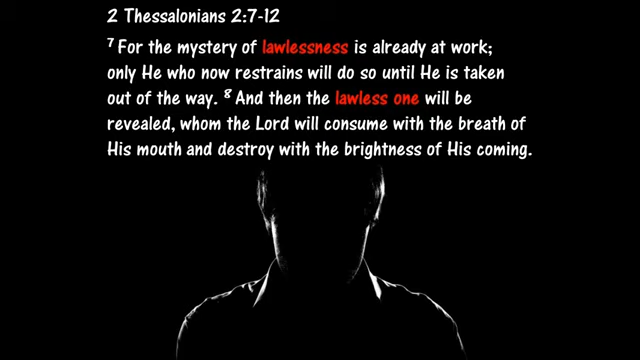 2 Thessalonians 2:7-12
7 For the mystery of lawlessness is already at work;
only He who now restrains will do so until He is taken
out of the way. 8 And then the lawless one will be
revealed, whom the Lord will consume with the breath of
His mouth and destroy with the brightness of His coming.